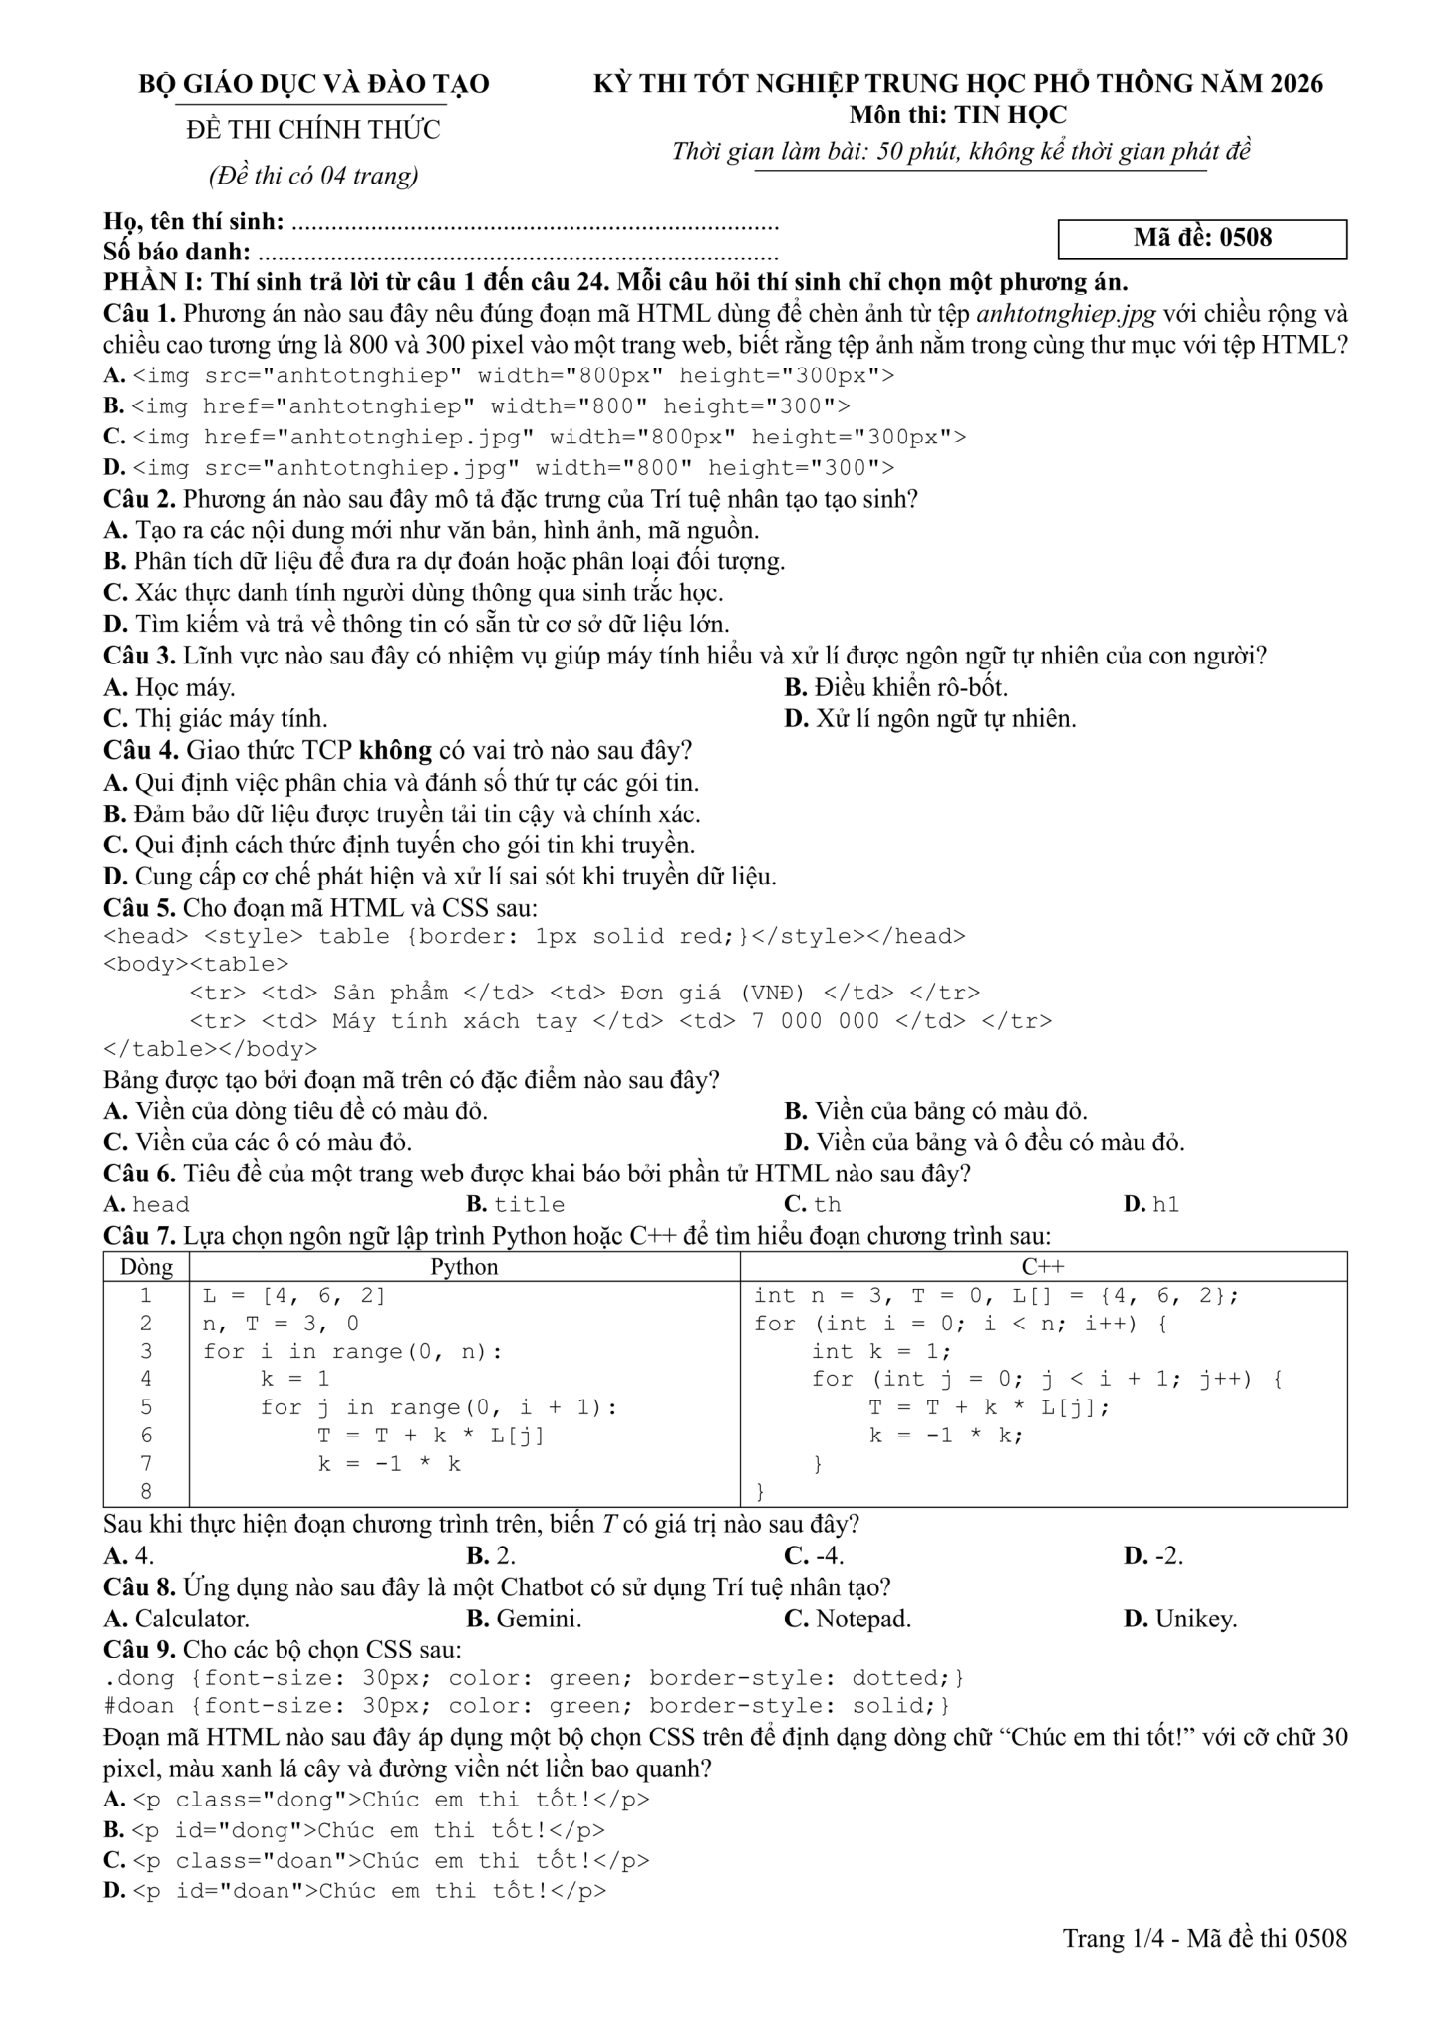 BỘ GIÁO DỤC VÀ ĐÀO TẠO
ĐỀ THI CHÍNH THỨC
(Đề thi có 04 trang)
KỲ THI TỐT NGHIỆP TRUNG HỌC PHỔ THÔNG NĂM 2026
Môn thi: TIN HỌC
Thời gian làm bài: 50 phút, không kể thời gian phát đề
Họ, tên thí sinh: ..........................................................................
Số báo danh: ...............................................................................
Mã đề: 0508
PHẦN I: Thí sinh trả lời từ câu 1 đến câu 24. Mỗi câu hỏi thí sinh chỉ chọn một phương án.
Câu 1. Phương án nào sau đây nêu đúng đoạn mã HTML dùng để chèn ảnh từ tệp anhtotnghiep.jpg với chiều rộng và
chiều cao tương ứng là 800 và 300 pixel vào một trang web, biết rằng tệp ảnh nằm trong cùng thư mục với tệp HTML?
A. <img src="anhtotnghiep" width="800px" height="300px">
B. <img href="anhtotnghiep" width="800" height="300">
C. <img href="anhtotnghiep.jpg" width="800px" height="300px">
D. <img src="anhtotnghiep.jpg" width="800" height="300">
Câu 2. Phương án nào sau đây mô tả đặc trưng của Trí tuệ nhân tạo tạo sinh?
A. Tạo ra các nội dung mới như văn bản, hình ảnh, mã nguồn.
B. Phân tích dữ liệu để đưa ra dự đoán hoặc phân loại đối tượng.
C. Xác thực danh tính người dùng thông qua sinh trắc học.
D. Tìm kiếm và trả về thông tin có sẵn từ cơ sở dữ liệu lớn.
Câu 3. Lĩnh vực nào sau đây có nhiệm vụ giúp máy tính hiểu và xử lí được ngôn ngữ tự nhiên của con người?
A. Học máy. B. Điều khiển rô-bốt.
C. Thị giác máy tính. D. Xử lí ngôn ngữ tự nhiên.
Câu 4. Giao thức TCP không có vai trò nào sau đây?
A. Qui định việc phân chia và đánh số thứ tự các gói tin.
B. Đảm bảo dữ liệu được truyền tải tin cậy và chính xác.
C. Qui định cách thức định tuyến cho gói tin khi truyền.
D. Cung cấp cơ chế phát hiện và xử lí sai sót khi truyền dữ liệu.
Câu 5. Cho đoạn mã HTML và CSS sau:
<head> <style> table {border: 1px solid red;}</style></head>
<body><table>
<tr> <td> Sản phẩm </td> <td> Đơn giá (VNĐ) </td> </tr>
<tr> <td> Máy tính xách tay </td> <td> 7 000 000 </td> </tr>
</table></body>
Bảng được tạo bởi đoạn mã trên có đặc điểm nào sau đây?
A. Viền của dòng tiêu đề có màu đỏ. B. Viền của bảng có màu đỏ.
C. Viền của các ô có màu đỏ. D. Viền của bảng và ô đều có màu đỏ.
Câu 6. Tiêu đề của một trang web được khai báo bởi phần tử HTML nào sau đây?
A. head B. title C. th D. h1
Câu 7. Lựa chọn ngôn ngữ lập trình Python hoặc C++ để tìm hiểu đoạn chương trình sau:
Dòng Python C++
1 L = [4, 6, 2] int n = 3, T = 0, L[] = {4, 6, 2};
2 n, T = 3, 0 for (int i = 0; i < n; i++) {
3 for i in range(0, n): int k = 1;
4 k = 1 for (int j = 0; j < i + 1; j++) {
5 for j in range(0, i + 1): T = T + k * L[j];
6 T = T + k * L[j] k = -1 * k;
7 k = -1 * k }
8 }
Sau khi thực hiện đoạn chương trình trên, biến T có giá trị nào sau đây?
A. 4. B. 2. C. -4. D. -2.
Câu 8. Ứng dụng nào sau đây là một Chatbot có sử dụng Trí tuệ nhân tạo?
A. Calculator. B. Gemini. C. Notepad. D. Unikey.
Câu 9. Cho các bộ chọn CSS sau:
.dong {font-size: 30px; color: green; border-style: dotted;}
#doan {font-size: 30px; color: green; border-style: solid;}
Đoạn mã HTML nào sau đây áp dụng một bộ chọn CSS trên để định dạng dòng chữ “Chúc em thi tốt!” với cỡ chữ 30
pixel, màu xanh lá cây và đường viền nét liền bao quanh?
A. <p class="dong">Chúc em thi tốt!</p>
B. <p id="dong">Chúc em thi tốt!</p>
C. <p class="doan">Chúc em thi tốt!</p>
D. <p id="doan">Chúc em thi tốt!</p>
Trang 1/4 - Mã đề thi 0508